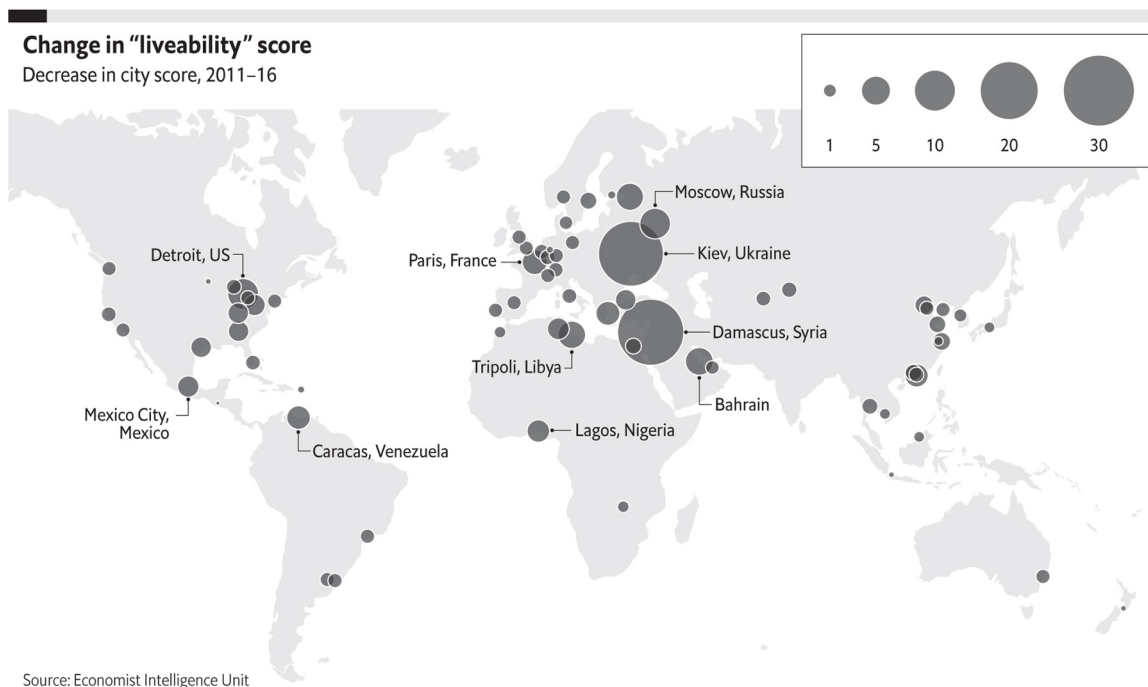 Change in “liveability” score
Decrease in city score, 2011–16
1 5 10 20 30
Moscow, Russia
Detroit, US
Paris, France
Kiev, Ukraine
Damascus, Syria
Tripoli, Libya
Bahrain
Mexico City,
Mexico
Lagos, Nigeria
Caracas, Venezuela
Source: Economist Intelligence Unit